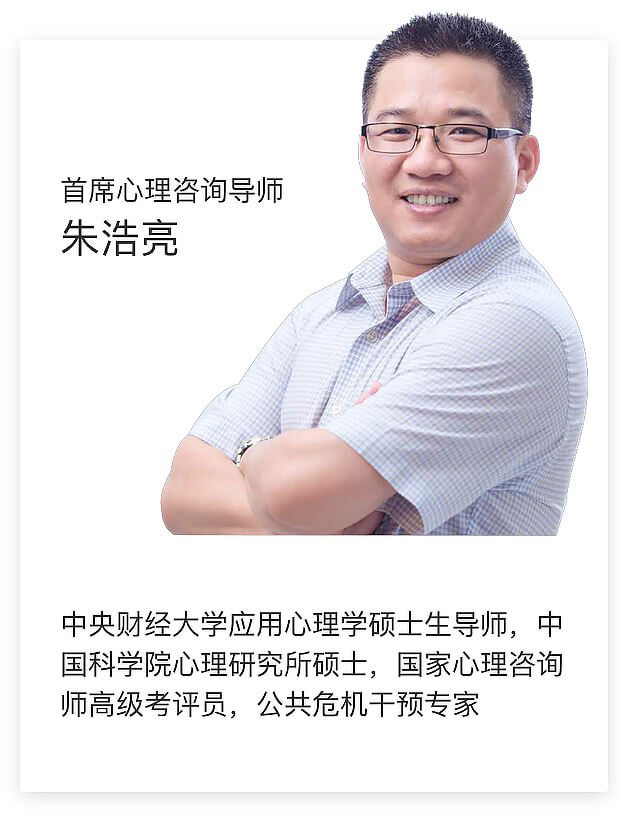 首席心理咨询导师
朱浩亮
中央财经大学应用心理学硕士生导师，中
国科学院心理研究所硕士，国家心理咨询
师高级考评员，公共危机干预专家